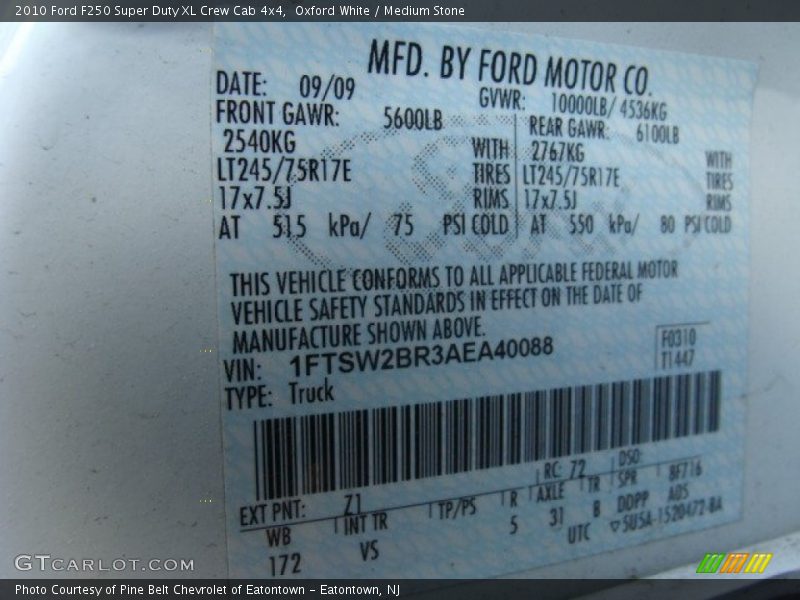 2010 Ford F250 Super Duty XL Crew Cab 4x4, Oxford White / Medium Stone
MFD. BY FORD MOTOR CO.
DATE: 09/09 GVWR: 10000LB/ 4536KG
FRONT GAWR: 5600LB REAR GAWR: 6100LB
2540KG WITH 2767KG WITH
LT245/75R17E TIRES LT245/75R17E TIRES
17x7.5J RIMS 17x7.5J RIMS
AT 515 kPa/ 75 PSI COLD AT 550 kPa/ 80 PSI COLD
THIS VEHICLE CONFORMS TO ALL APPLICABLE FEDERAL MOTOR
VEHICLE SAFETY STANDARDS IN EFFECT ON THE DATE OF
MANUFACTURE SHOWN ABOVE.
VIN: 1FTSW2BR3AEA40088 F0310
TYPE: Truck T1447
EXT PNT: Z1 RC: 72 DSO:
WB INT TR TP/PS R AXLE TR SPR 8F716
172 VS 5 31 B DDPP A0S
UTC ▽5U5A-1520472-BA
GTCARLOT.COM
Photo Courtesy of Pine Belt Chevrolet of Eatontown – Eatontown, NJ